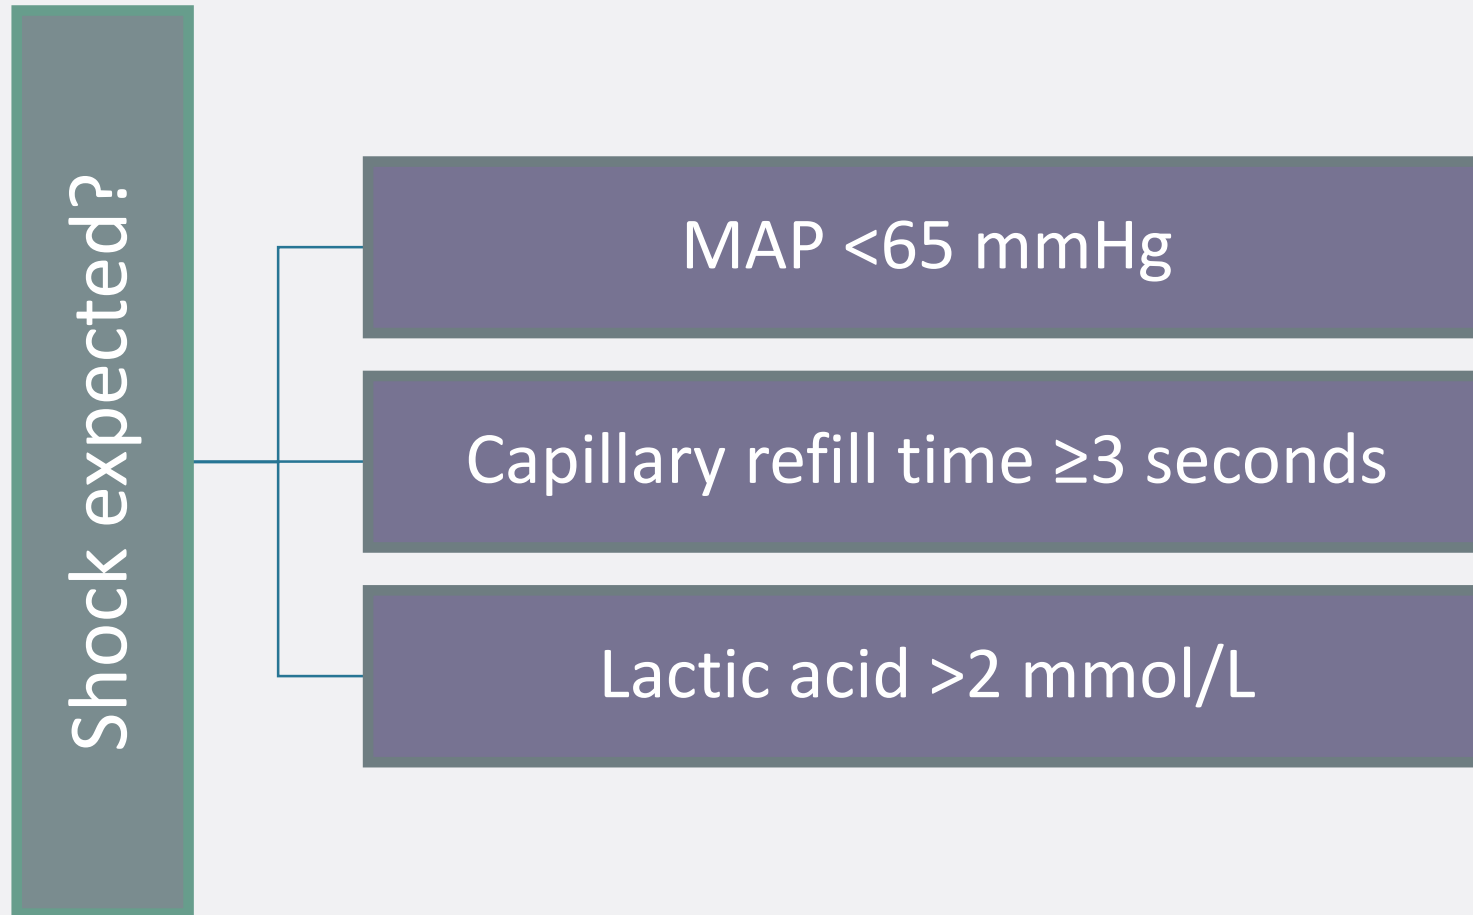 Shock expected?
MAP <65 mmHg
Capillary refill time ≥3 seconds
Lactic acid >2 mmol/L